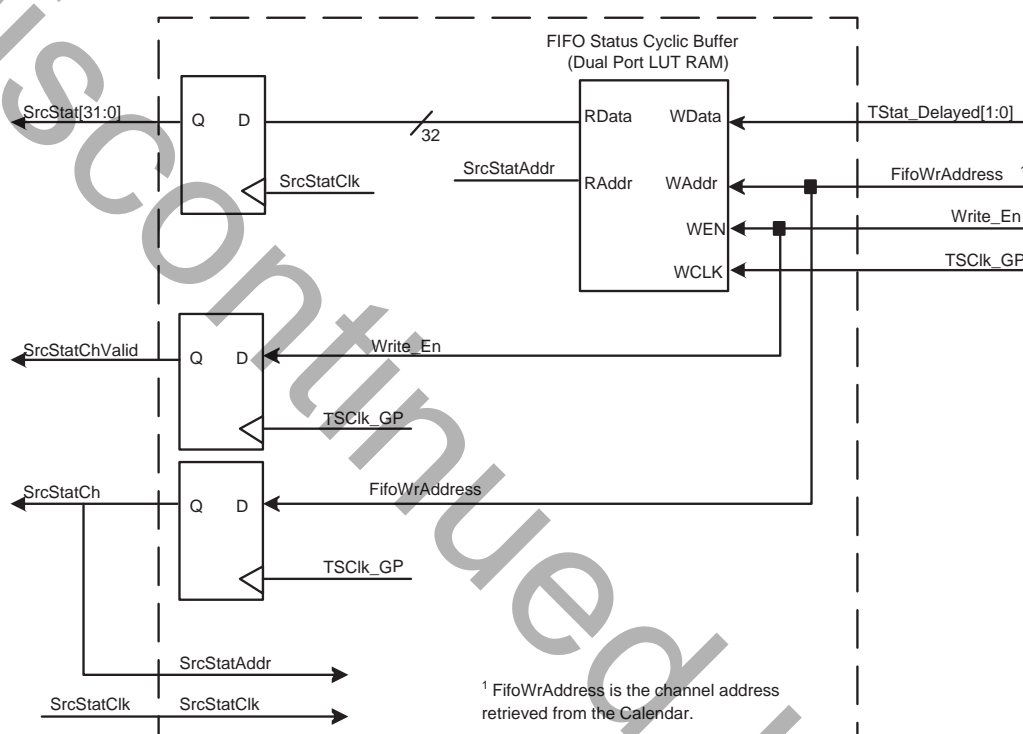 FIFO Status Cyclic Buffer
(Dual Port LUT RAM)
SrcStat[31:0]
Q D
32
RData WData
TStat_Delayed[1:0]
SrcStatClk
SrcStatAddr
RAddr WAddr
FifoWrAddress
WEN
Write_En
WCLK
TSClk_GP
SrcStatChValid
Q D
Write_En
TSClk_GP
SrcStatCh
Q D
FifoWrAddress
TSClk_GP
SrcStatAddr
SrcStatClk SrcStatClk
1 FifoWrAddress is the channel address
retrieved from the Calendar.
iscontinued